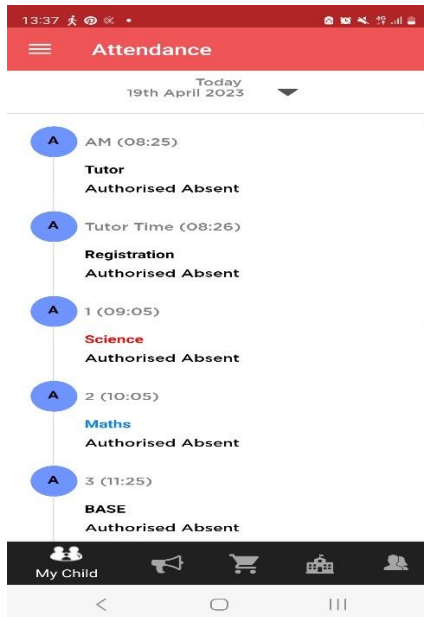 13:37
Attendance
Today
19th April 2023
A AM (08:25)
Tutor
Authorised Absent
A Tutor Time (08:26)
Registration
Authorised Absent
A 1 (09:05)
Science
Authorised Absent
A 2 (10:05)
Maths
Authorised Absent
A 3 (11:25)
BASE
Authorised Absent
My Child